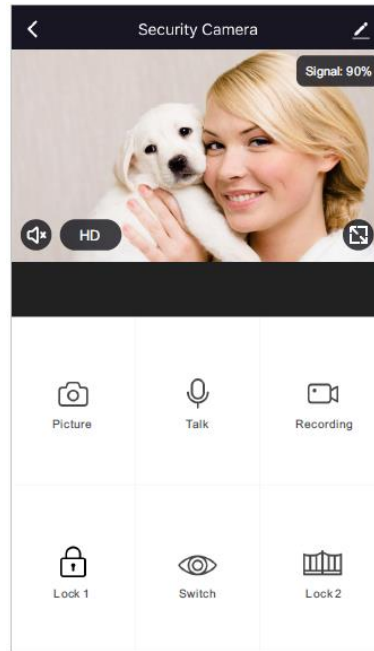 Security Camera
Signal: 90%
HD
Picture
Talk
Recording
Lock 1
Switch
Lock 2